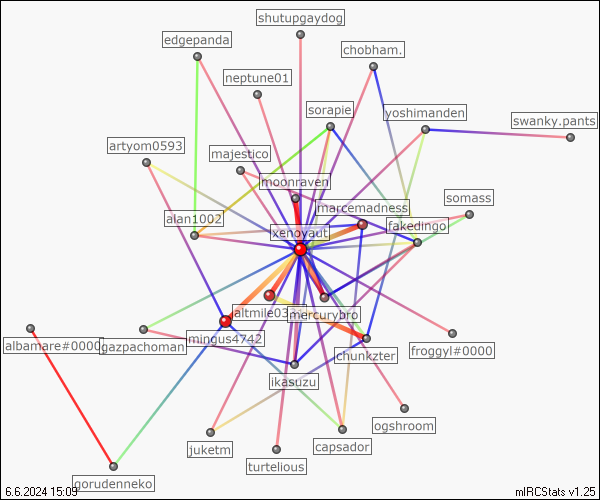 shutupgaydog
edgepanda
chobham.
neptune01
sorapie
yoshimanden
swanky.pants
artyom0593
majestico
moonraven
somass
marcemadness
alan1002
fakedingo
xenoyaut
altmile03
mercurybro
mingus4742
albamare#0000
gazpachoman
chunkzter
froggyl#0000
ikasuzu
ogshroom
juketm
capsador
turtelious
gorudenneko
6.6.2024 15:09
mIRCStats v1.25